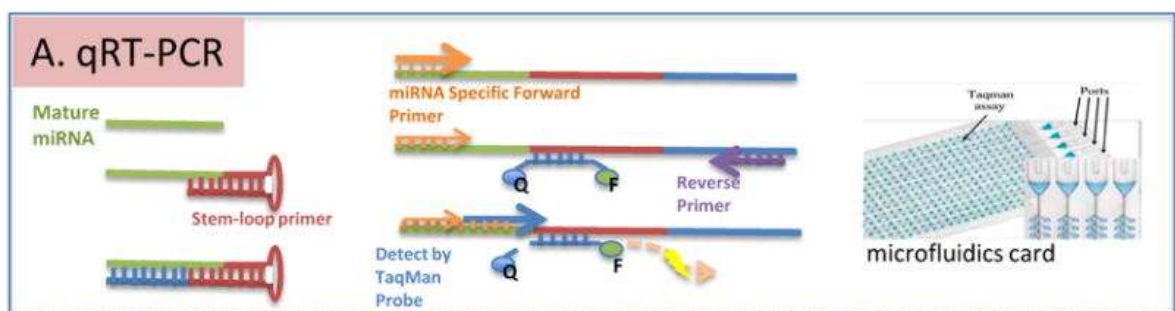 A. qRT-PCR
Mature
miRNA
Stem-loop primer
miRNA Specific Forward
Primer
Q
F
Reverse
Primer
Detect by
TaqMan
Probe
Q
F
Taqman
assay
Ports
microfluidics card